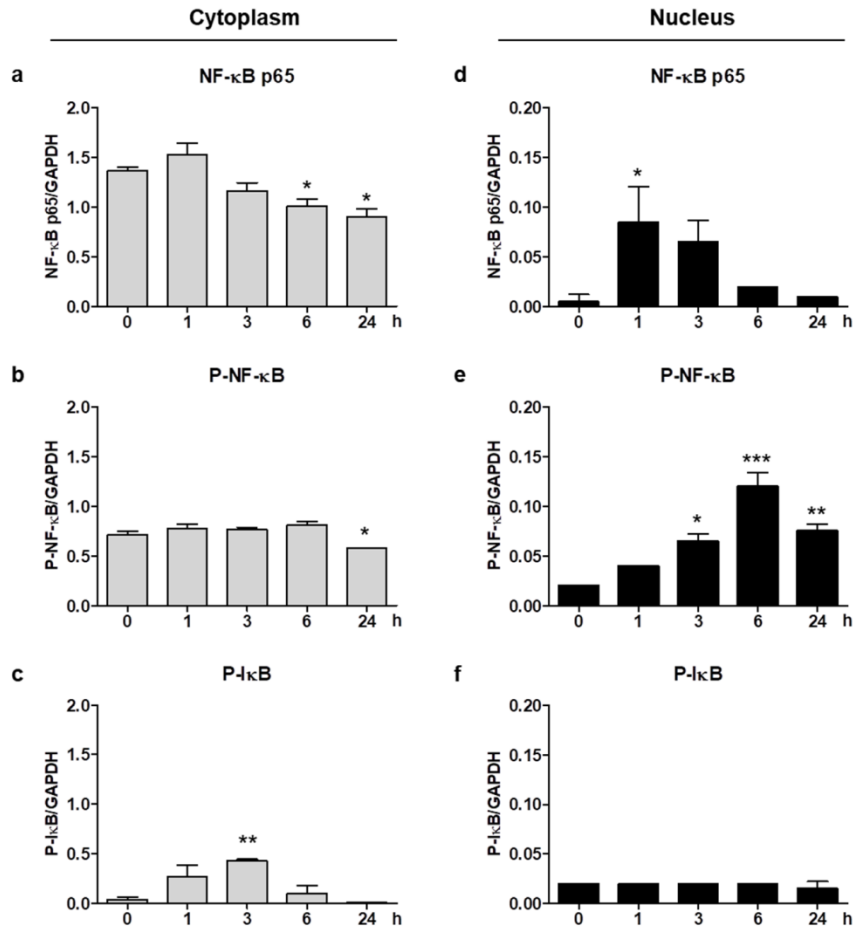 Cytoplasm
Nucleus
a
NF-κB p65
NF-κB p65/GAPDH
2.0
1.5
1.0
0.5
0.0
*
*
0 1 3 6 24 h
d
NF-κB p65
NF-κB p65/GAPDH
0.20
0.15
0.10
0.05
0.00
*
0 1 3 6 24 h
b
P-NF-κB
P-NF-κB/GAPDH
2.0
1.5
1.0
0.5
0.0
*
0 1 3 6 24 h
e
P-NF-κB
P-NF-κB/GAPDH
0.20
0.15
0.10
0.05
0.00
*
***
**
0 1 3 6 24 h
c
P-IκB
P-IκB/GAPDH
2.0
1.5
1.0
0.5
0.0
**
0 1 3 6 24 h
f
P-IκB
P-IκB/GAPDH
0.20
0.15
0.10
0.05
0.00
0 1 3 6 24 h